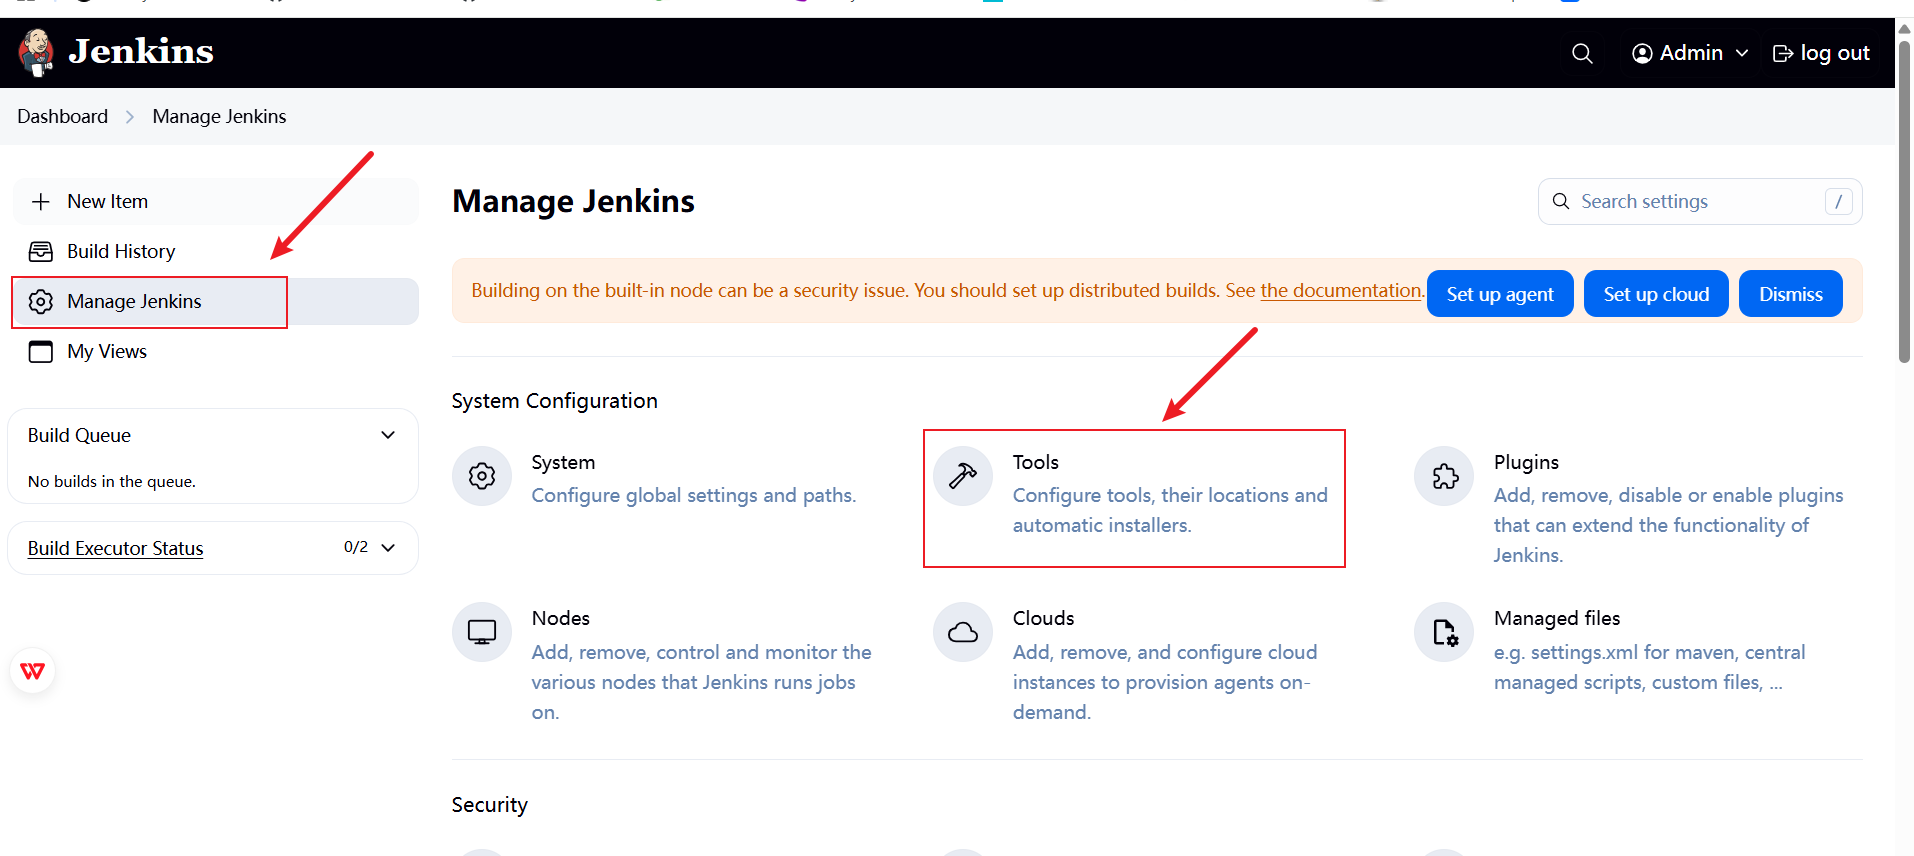 Jenkins
Admin
log out
Dashboard
Manage Jenkins
New Item
Build History
Manage Jenkins
My Views
Build Queue
No builds in the queue.
Build Executor Status
0/2
Manage Jenkins
Search settings
/
Building on the built-in node can be a security issue. You should set up distributed builds. See the documentation.
Set up agent
Set up cloud
Dismiss
System Configuration
System
Configure global settings and paths.
Tools
Configure tools, their locations and
automatic installers.
Plugins
Add, remove, disable or enable plugins
that can extend the functionality of
Jenkins.
Nodes
Add, remove, control and monitor the
various nodes that Jenkins runs jobs
on.
Clouds
Add, remove, and configure cloud
instances to provision agents on-
demand.
Managed files
e.g. settings.xml for maven, central
managed scripts, custom files, ...
Security